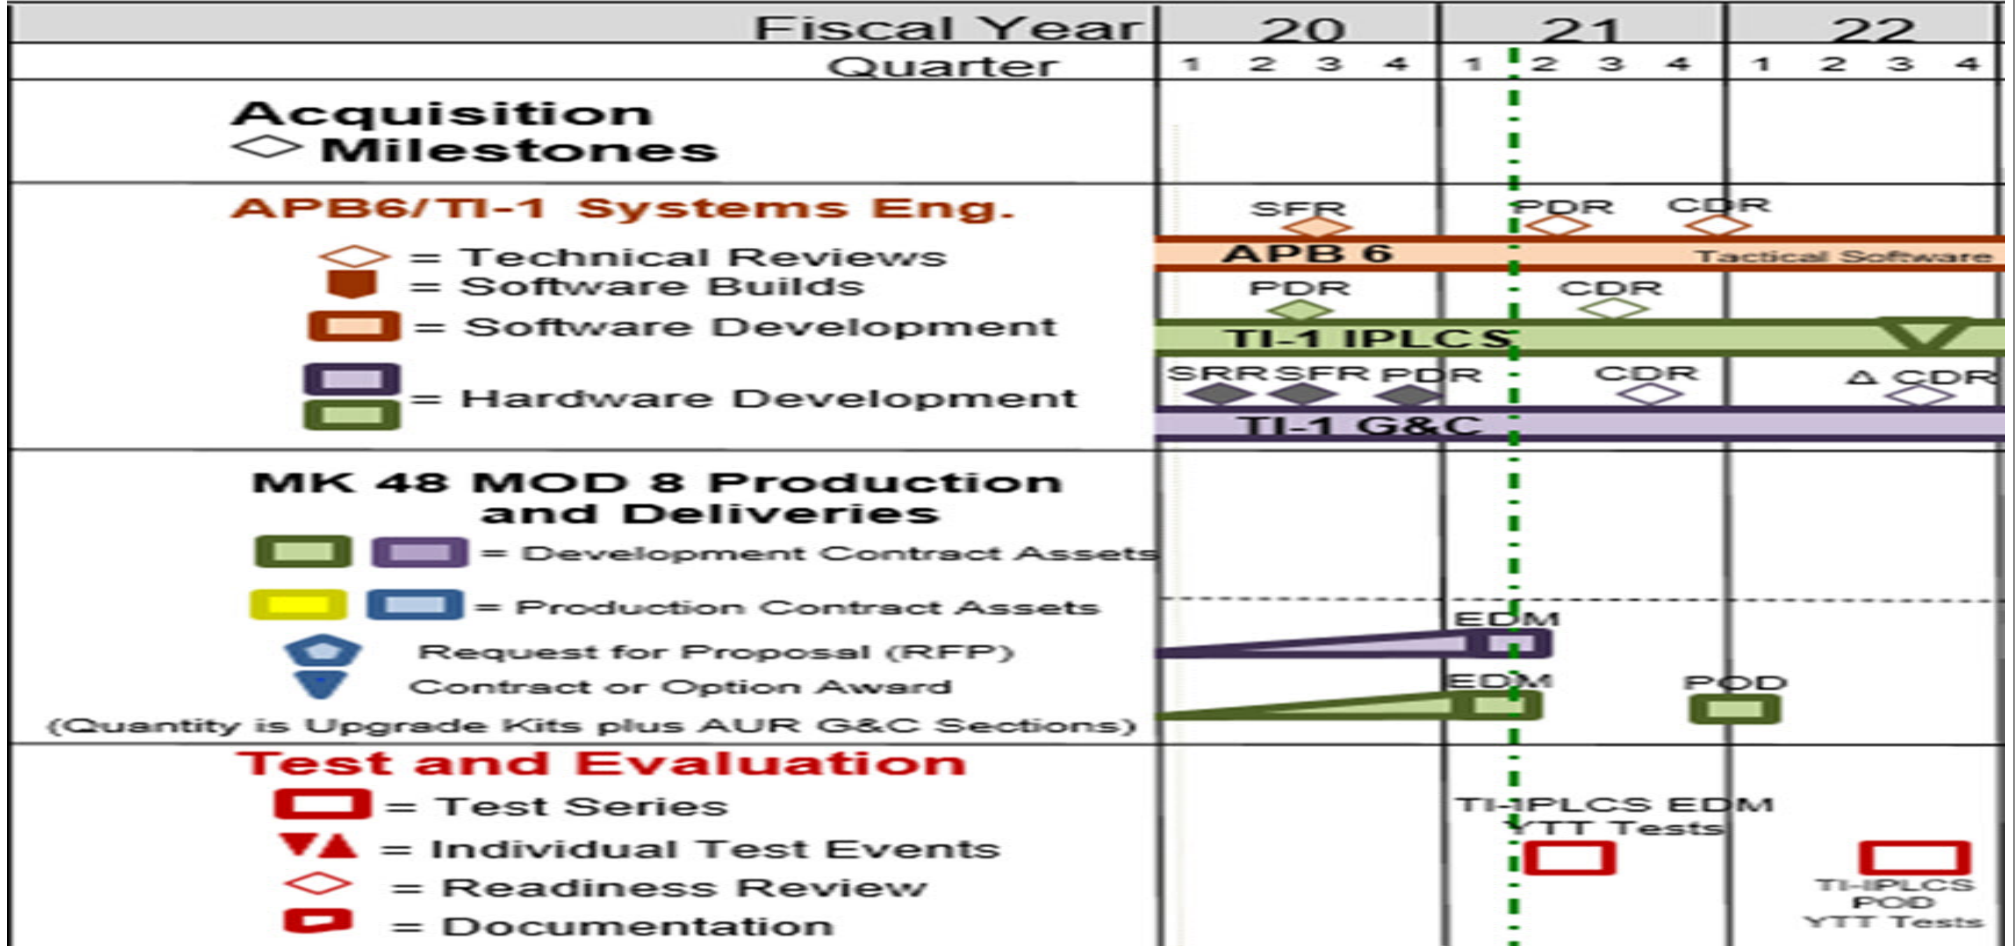 Fiscal Year 20 21 22
Quarter 1 2 3 4 1 2 3 4 1 2 3 4
Acquisition
Milestones
APB6/TI-1 Systems Eng.
SFR PDR CDR
= Technical Reviews
APB 6 Tactical Software
= Software Builds
PDR CDR
= Software Development
TI-1 IPLCS
SRR SFR PDR CDR Δ CDR
= Hardware Development
TI-1 G&C
MK 48 MOD 8 Production
and Deliveries
= Development Contract Assets
= Production Contract Assets
EDM
Request for Proposal (RFP)
Contract or Option Award
EDM POD
(Quantity is Upgrade Kits plus AUR G&C Sections)
Test and Evaluation
= Test Series
TI-IPLCS EDM
YTT Tests
= Individual Test Events
= Readiness Review
TI-IPLCS
POD
YTT Tests
= Documentation